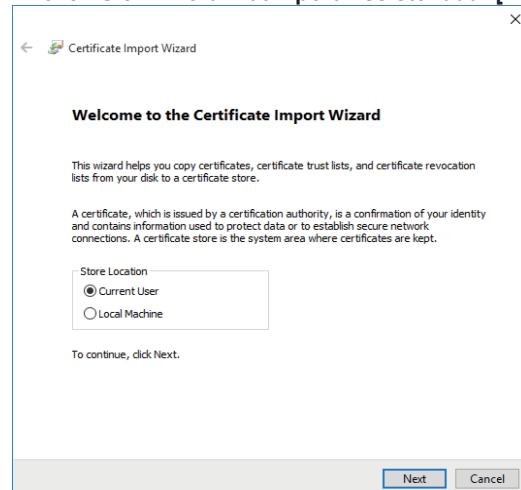 Certificate Import Wizard
Welcome to the Certificate Import Wizard
This wizard helps you copy certificates, certificate trust lists, and certificate revocation
lists from your disk to a certificate store.
A certificate, which is issued by a certification authority, is a confirmation of your identity
and contains information used to protect data or to establish secure network
connections. A certificate store is the system area where certificates are kept.
Store Location
Current User
Local Machine
To continue, click Next.
Next Cancel